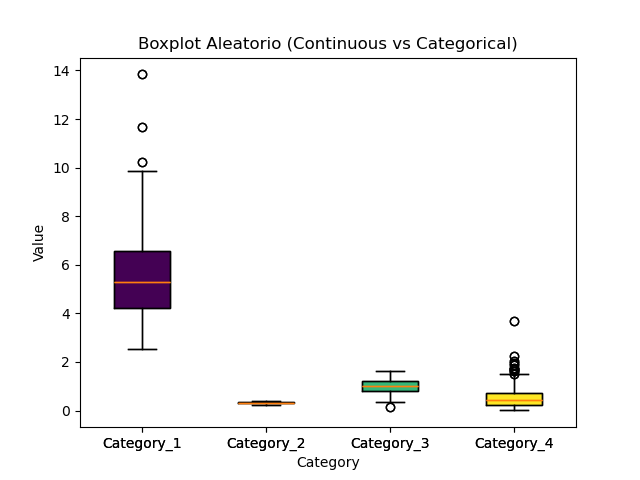 Boxplot Aleatorio (Continuous vs Categorical)
Value
14
12
10
8
6
4
2
0
Category_1 Category_2 Category_3 Category_4
Category